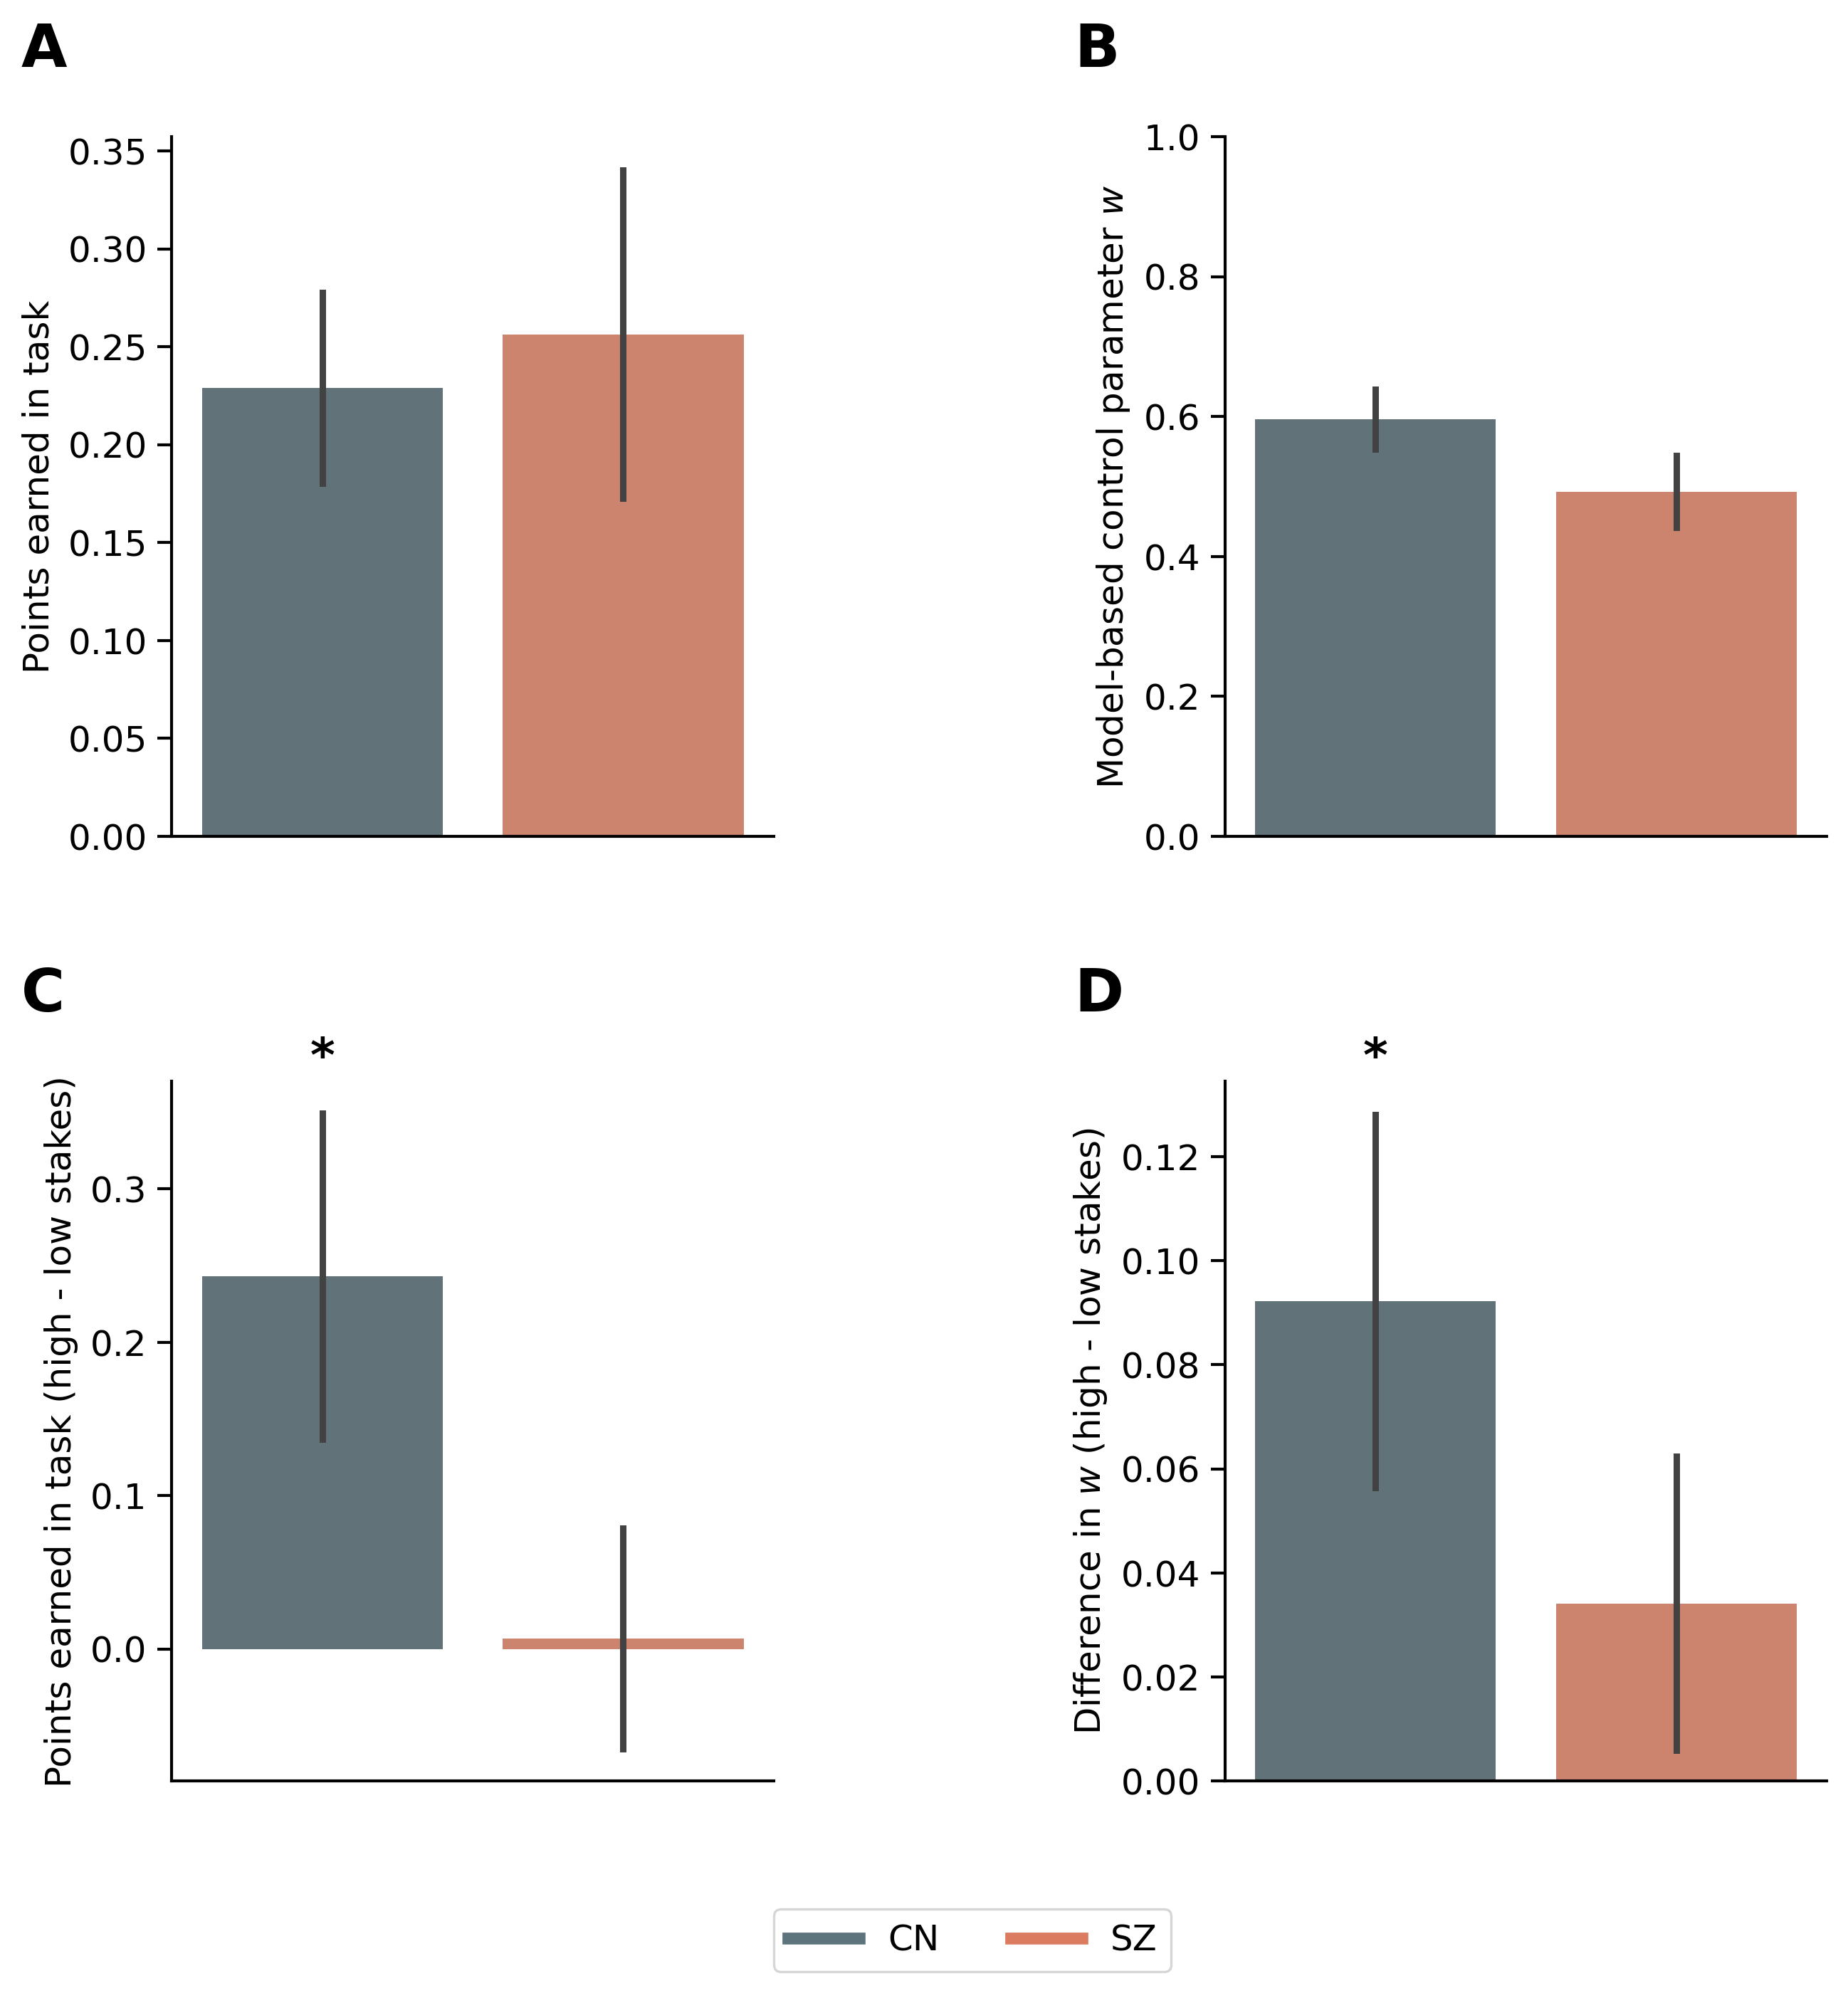 A
Points earned in task
0.35
0.30
0.25
0.20
0.15
0.10
0.05
0.00
B
Model-based control parameter w
1.0
0.8
0.6
0.4
0.2
0.0
C
*
Points earned in task (high - low stakes)
0.3
0.2
0.1
0.0
D
*
Difference in w (high - low stakes)
0.12
0.10
0.08
0.06
0.04
0.02
0.00
CN
SZ